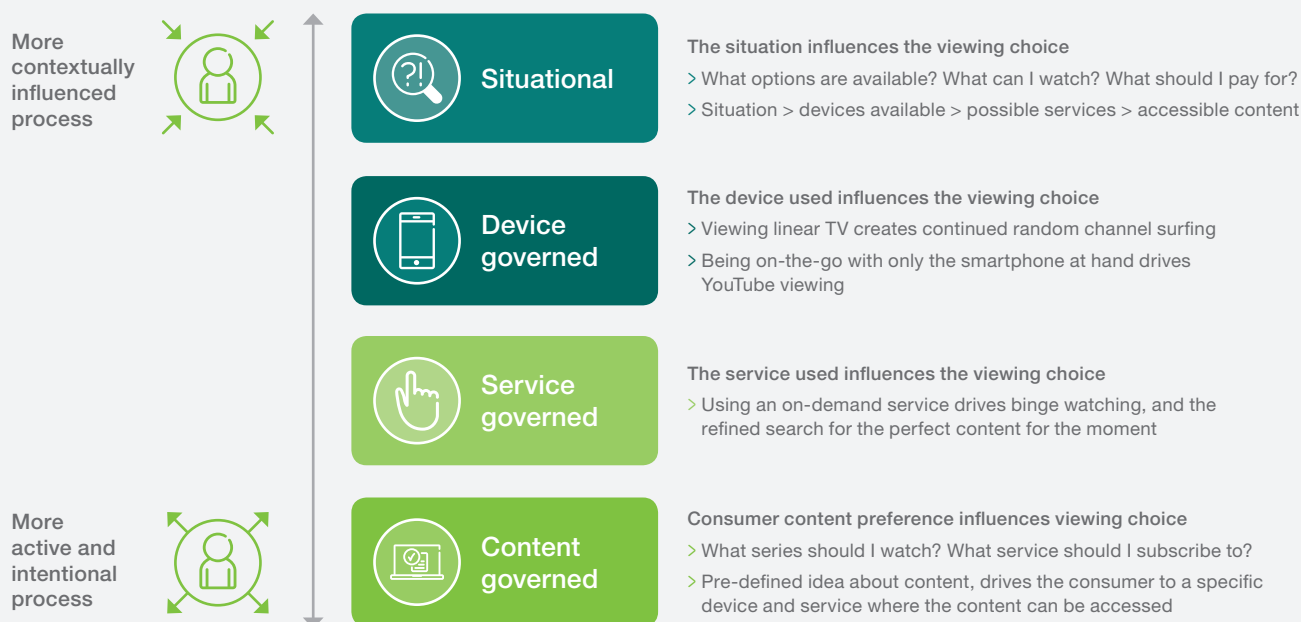 More
contextually
influenced
process
?!
Situational
The situation influences the viewing choice
> What options are available? What can I watch? What should I pay for?
> Situation > devices available > possible services > accessible content
Device
governed
The device used influences the viewing choice
> Viewing linear TV creates continued random channel surfing
> Being on-the-go with only the smartphone at hand drives
YouTube viewing
Service
governed
The service used influences the viewing choice
> Using an on-demand service drives binge watching, and the
refined search for the perfect content for the moment
More
active and
intentional
process
Content
governed
Consumer content preference influences viewing choice
> What series should I watch? What service should I subscribe to?
> Pre-defined idea about content, drives the consumer to a specific
device and service where the content can be accessed